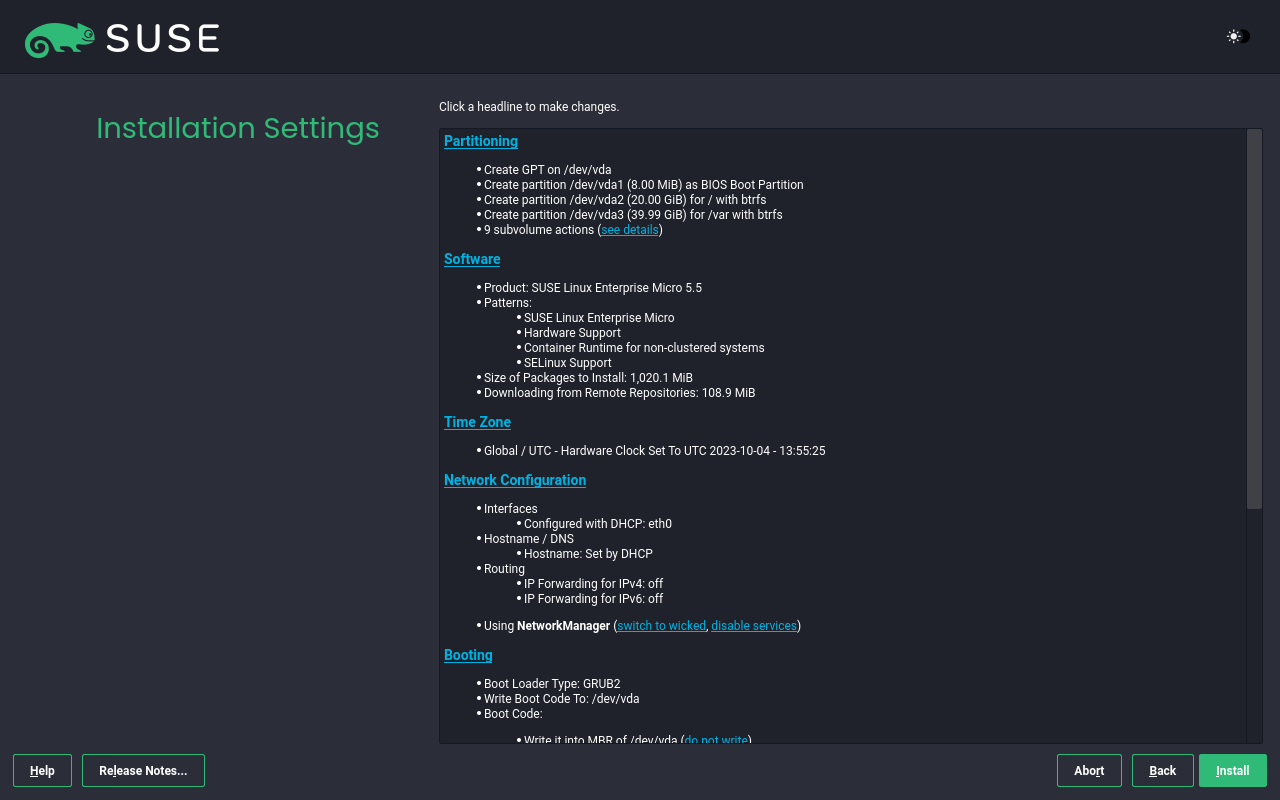 SUSE
Installation Settings
Click a headline to make changes.
Partitioning
• Create GPT on /dev/vda
• Create partition /dev/vda1 (8.00 MiB) as BIOS Boot Partition
• Create partition /dev/vda2 (20.00 GiB) for / with btrfs
• Create partition /dev/vda3 (39.99 GiB) for /var with btrfs
• 9 subvolume actions (see details)
Software
• Product: SUSE Linux Enterprise Micro 5.5
• Patterns:
• SUSE Linux Enterprise Micro
• Hardware Support
• Container Runtime for non-clustered systems
• SELinux Support
• Size of Packages to Install: 1,020.1 MiB
• Downloading from Remote Repositories: 108.9 MiB
Time Zone
• Global / UTC - Hardware Clock Set To UTC 2023-10-04 - 13:55:25
Network Configuration
• Interfaces
• Configured with DHCP: eth0
• Hostname / DNS
• Hostname: Set by DHCP
• Routing
• IP Forwarding for IPv4: off
• IP Forwarding for IPv6: off
• Using NetworkManager (switch to wicked, disable services)
Booting
• Boot Loader Type: GRUB2
• Write Boot Code To: /dev/vda
• Boot Code:
• Write it into MBR of /dev/vda (do not write)
Help
Release Notes...
Abort
Back
Install